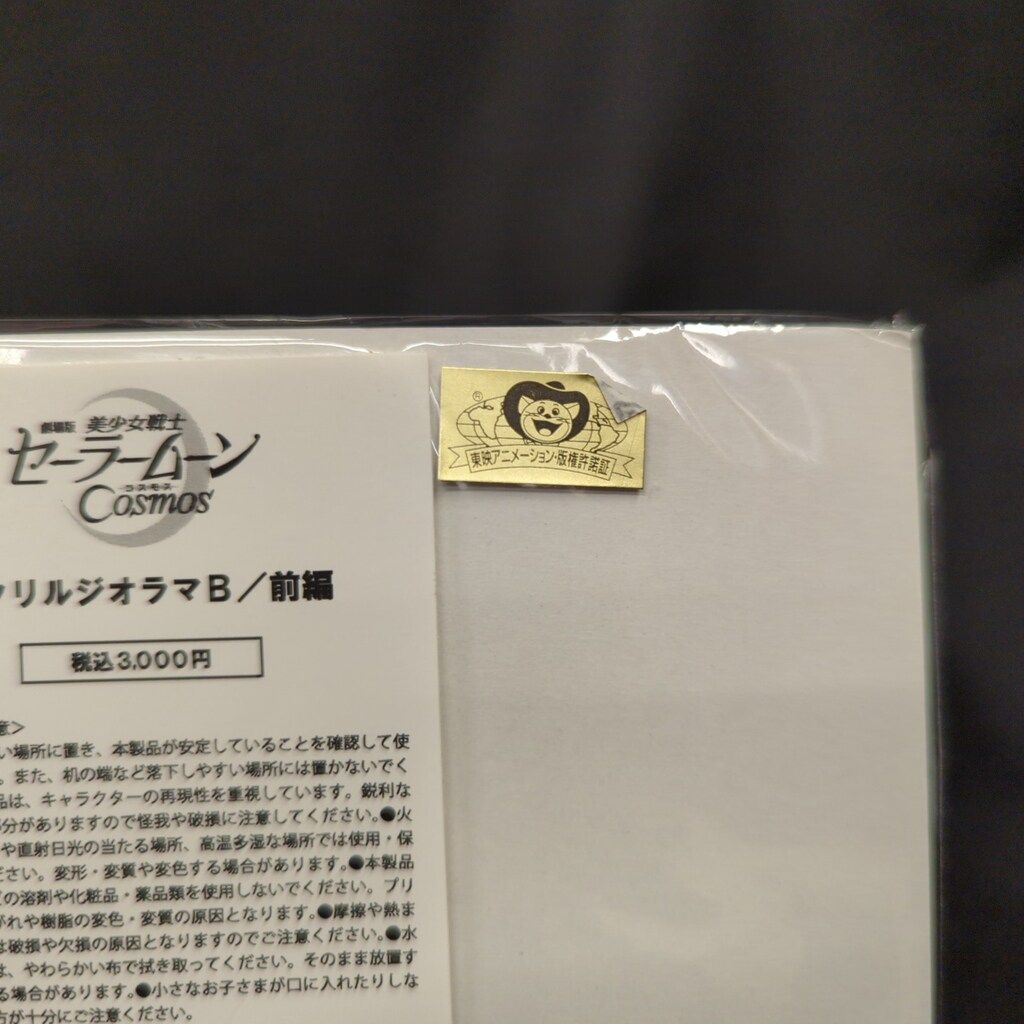 劇場版 美少女戦士
セーラームーン
コスモス
Cosmos
®
東映アニメーション・版権許諾証
クリルジオラマB／前編
税込3,000円
意>
い場所に置き、本製品が安定していることを確認して使
。また、机の端など落下しやすい場所には置かないでく
品は、キャラクターの再現性を重視しています。鋭利な
分がありますので怪我や破損に注意してください。●火
や直射日光の当たる場所、高温多湿な場所では使用・保
ださい。変形・変質や変色する場合があります。●本製品
の溶剤や化粧品・薬品類を使用しないでください。プリ
がれや樹脂の変色・変質の原因となります。●摩擦や熱ま
は破損や欠損の原因となりますのでご注意ください。●水
は、やわらかい布で拭き取ってください。そのまま放置す
る場合があります。●小さなお子さまが口に入れたりしな
方が十分にご注意ください。